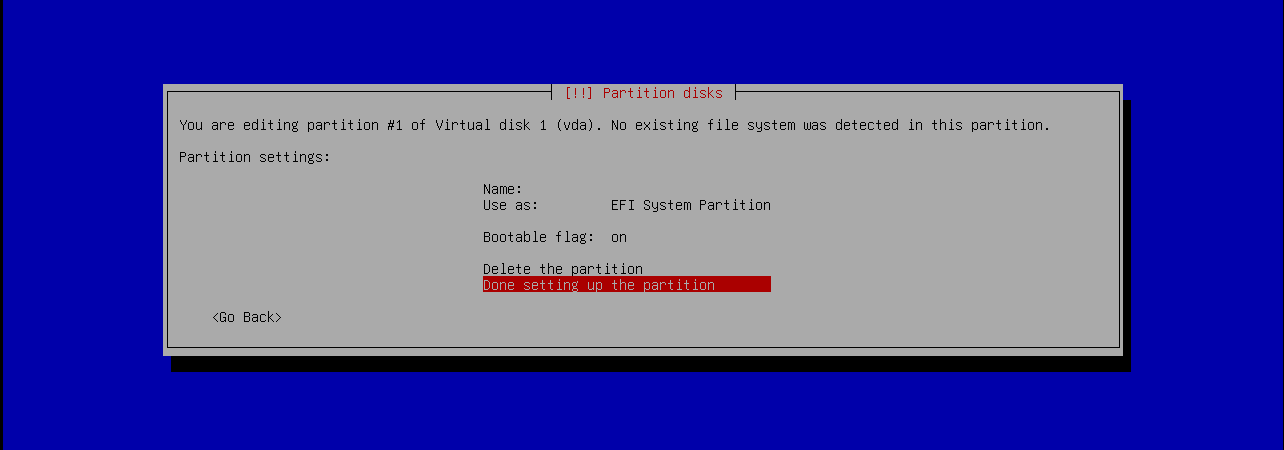 [!!] Partition disks
You are editing partition #1 of Virtual disk 1 (vda). No existing file system was detected in this partition.
Partition settings:
Name:
Use as: EFI System Partition
Bootable flag: on
Delete the partition
Done setting up the partition
<Go Back>